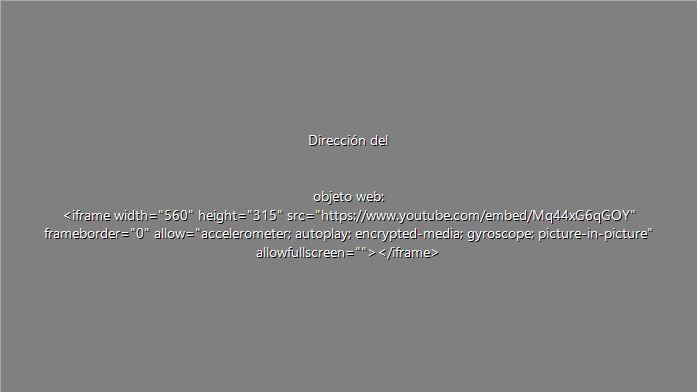 Dirección del
objeto web:
<iframe width="560" height="315" src="https://www.youtube.com/embed/Mq44xG6qGOY"
frameborder="0" allow="accelerometer; autoplay; encrypted-media; gyroscope; picture-in-picture"
allowfullscreen=""></iframe>